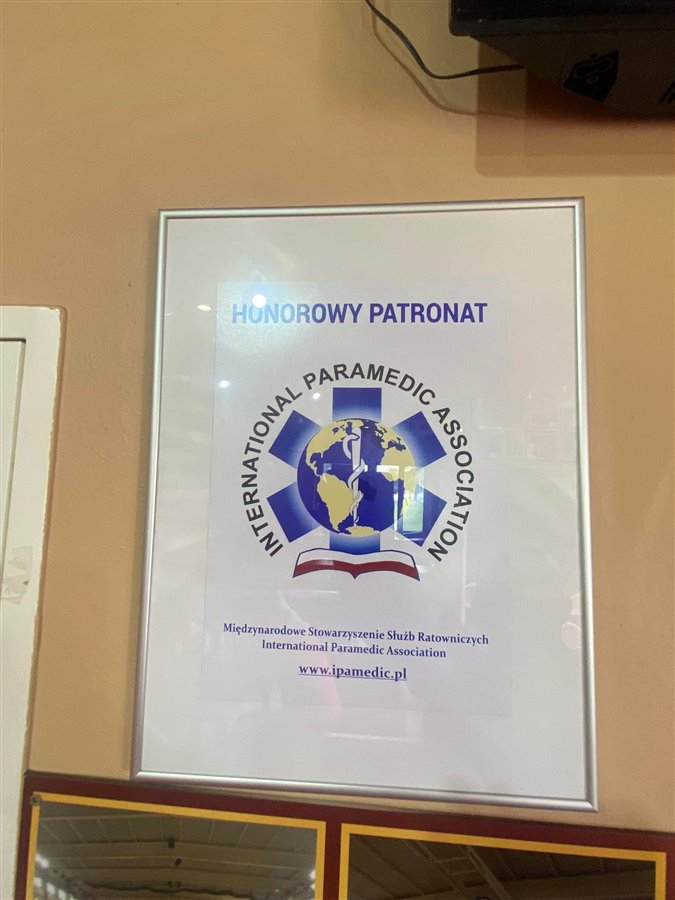 HONOROWY PATRONAT
INTERNATIONAL PARAMEDIC ASSOCIATION
Międzynarodowe Stowarzyszenie Służb Ratowniczych
International Paramedic Association
www.ipamedic.pl